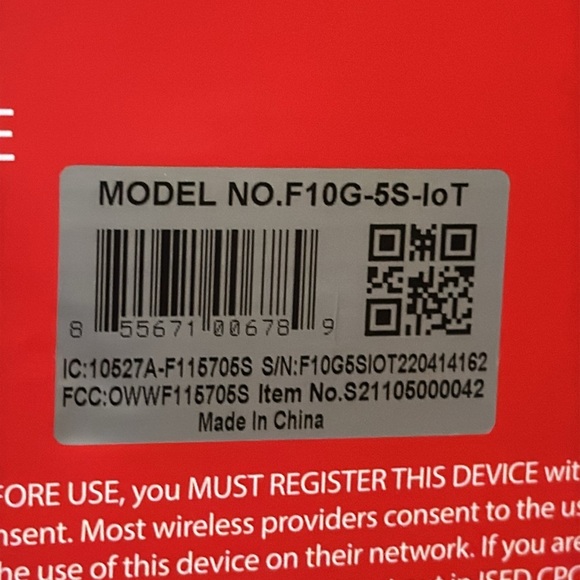 E
MODEL NO.F10G-5S-IoT
8 55671 00678 9
IC:10527A-F115705S S/N:F10G5SIOT220414162
FCC:OWWF115705S Item No.S21105000042
Made In China
FORE USE, you MUST REGISTER THIS DEVICE wit
nsent. Most wireless providers consent to the us
he use of this device on their network. If you are